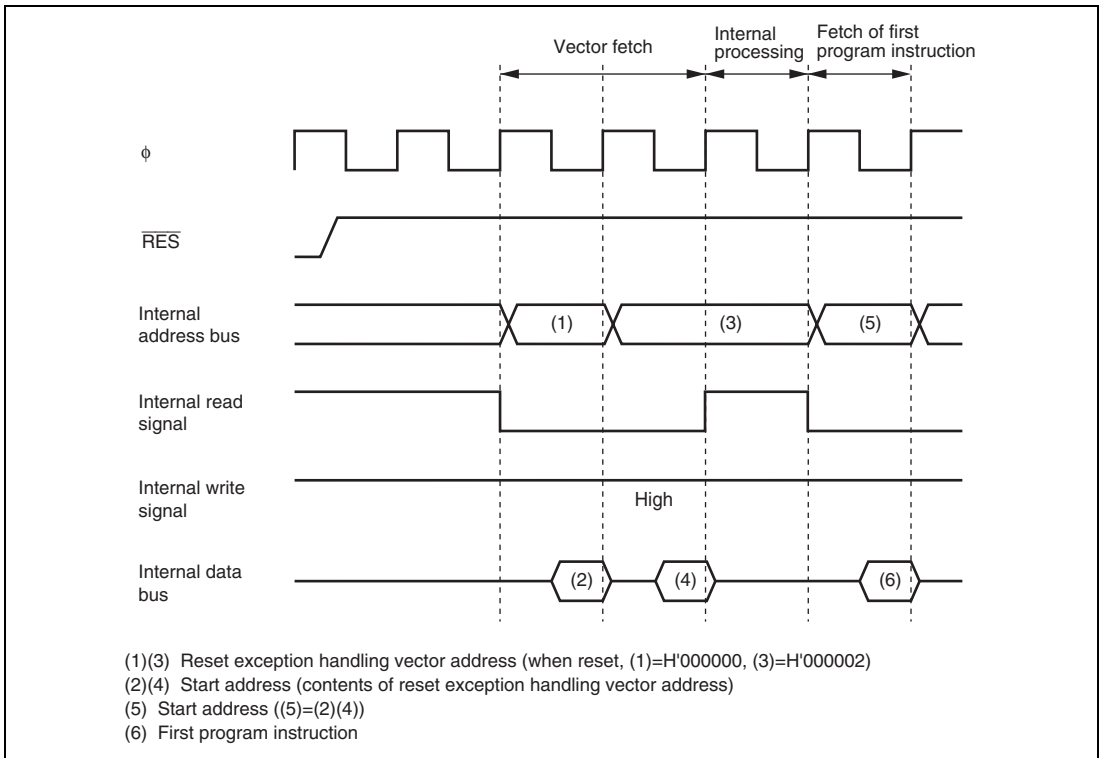 Vector fetch
Internal
processing
Fetch of first
program instruction
ϕ
RES
Internal
address bus
(1)
(3)
(5)
Internal read
signal
Internal write
signal
High
Internal data
bus
(2)
(4)
(6)
(1)(3) Reset exception handling vector address (when reset, (1)=H'000000, (3)=H'000002)
(2)(4) Start address (contents of reset exception handling vector address)
(5) Start address ((5)=(2)(4))
(6) First program instruction